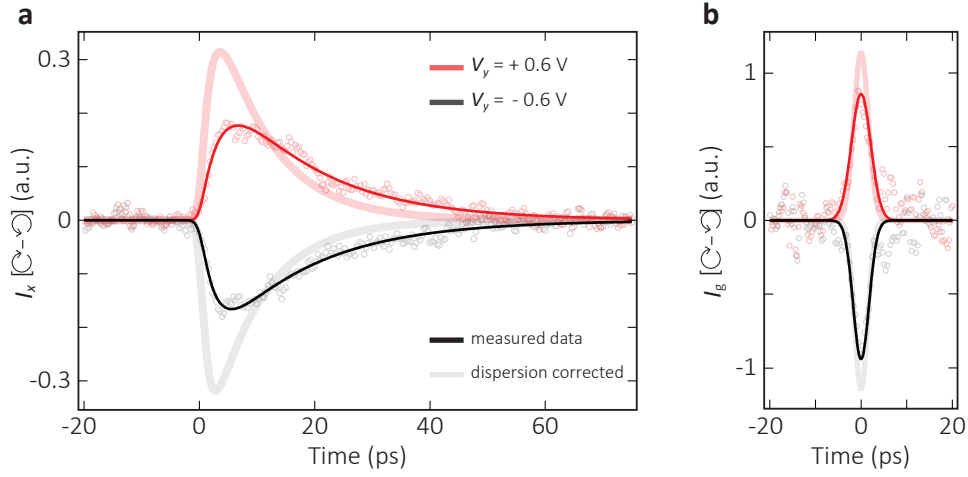 a
b
0.3
0
-0.3
I_x [↻-↺] (a.u.)
V_y = + 0.6 V
V_y = - 0.6 V
measured data
dispersion corrected
-20
0
20
40
60
Time (ps)
1
0
-1
I_g [↻-↺] (a.u.)
-20
0
20
Time (ps)